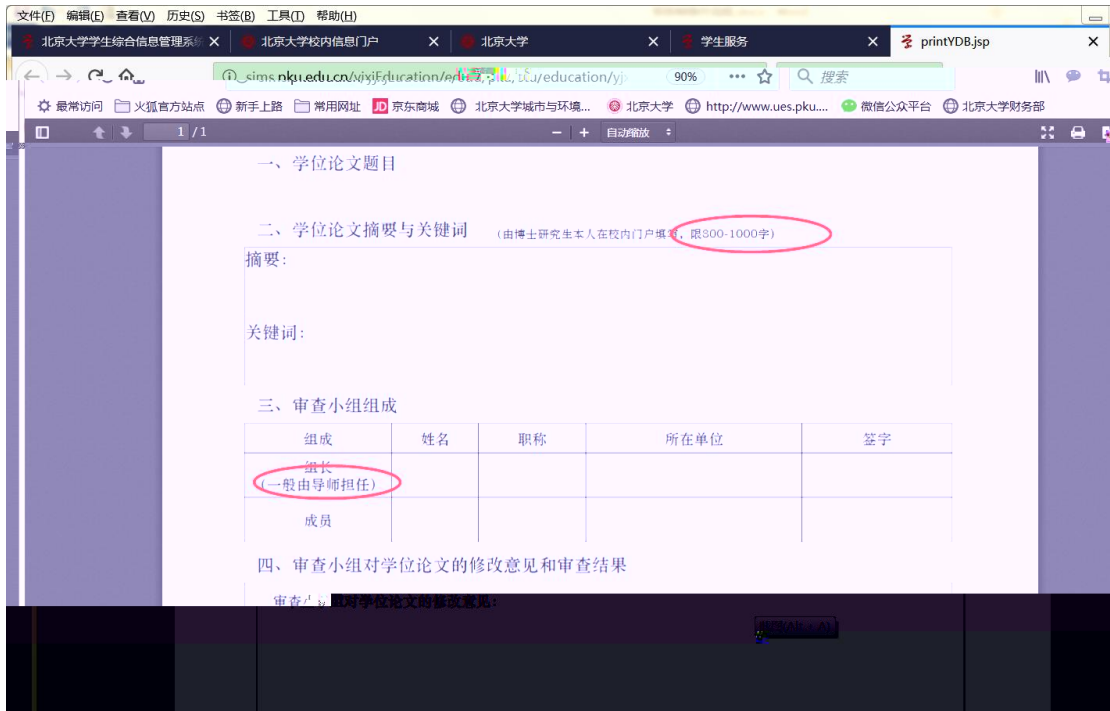 文件(F) 编辑(E) 查看(V) 历史(S) 书签(B) 工具(T) 帮助(H)
北京大学学生综合信息管理系统 北京大学校内信息门户 北京大学 学生服务 printYDB.jsp
90% 搜索
最常访问 火狐官方站点 新手上路 常用网址 JD 京东商城 北京大学城市与环境... 北京大学 http://www.ues.pku.... 微信公众平台 北京大学财务部
1 / 1 自动缩放
一、学位论文题目
二、学位论文摘要与关键词 (由博士研究生本人在校内门户填写，限800-1000字)
摘要:
关键词:
三、审查小组组成
组成 姓名 职称 所在单位 签字
组长
(一般由导师担任)
成员
四、审查小组对学位论文的修改意见和审查结果
审查小组对学位论文的修改意见: